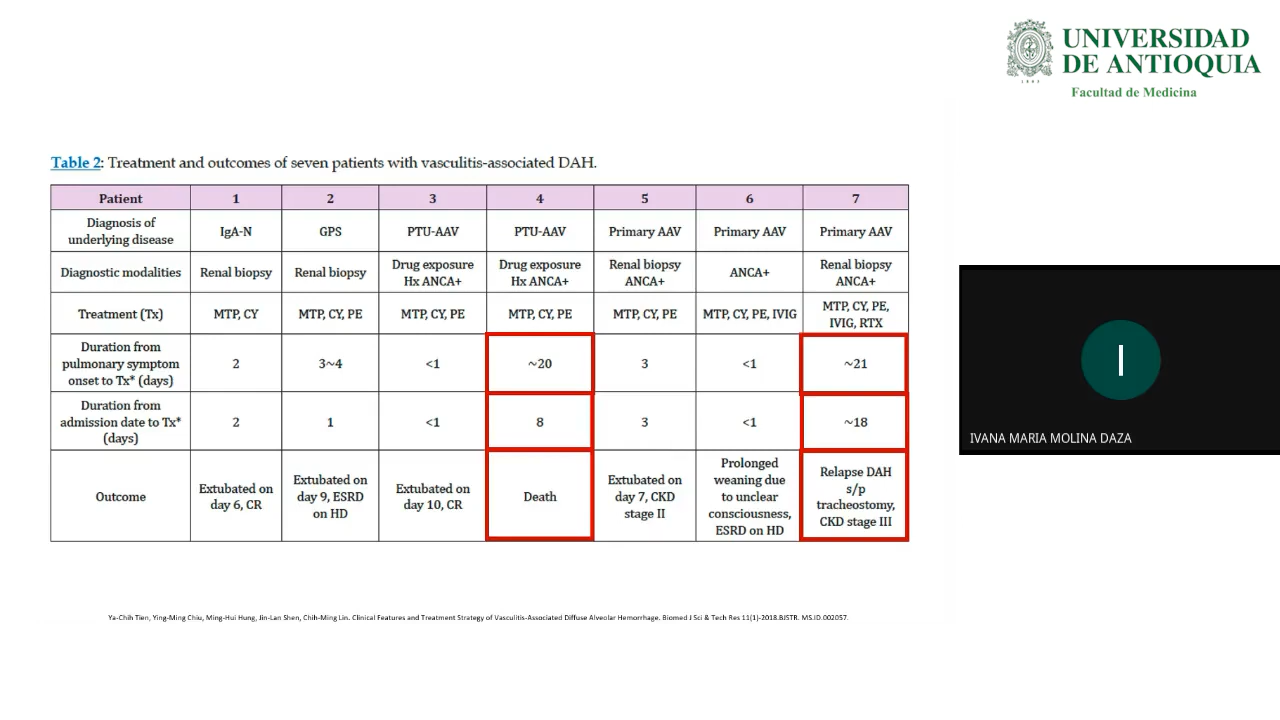 UNIVERSIDAD
DE ANTIOQUIA
1803
Facultad de Medicina
Table 2: Treatment and outcomes of seven patients with vasculitis-associated DAH.
Patient 1 2 3 4 5 6 7
Diagnosis of underlying disease IgA-N GPS PTU-AAV PTU-AAV Primary AAV Primary AAV Primary AAV
Diagnostic modalities Renal biopsy Renal biopsy Drug exposure Hx ANCA+ Drug exposure Hx ANCA+ Renal biopsy ANCA+ ANCA+ Renal biopsy ANCA+
Treatment (Tx) MTP, CY MTP, CY, PE MTP, CY, PE MTP, CY, PE MTP, CY, PE MTP, CY, PE, IVIG MTP, CY, PE, IVIG, RTX
Duration from pulmonary symptom onset to Tx* (days) 2 3~4 <1 ~20 3 <1 ~21
Duration from admission date to Tx* (days) 2 1 <1 8 3 <1 ~18
Outcome Extubated on day 6, CR Extubated on day 9, ESRD on HD Extubated on day 10, CR Death Extubated on day 7, CKD stage II Prolonged weaning due to unclear consciousness, ESRD on HD Relapse DAH s/p tracheostomy, CKD stage III
I
IVANA MARIA MOLINA DAZA
Ya-Chih Tien, Ying-Ming Chiu, Ming-Hui Hung, Jin-Lan Shen, Chih-Ming Lin. Clinical Features and Treatment Strategy of Vasculitis-Associated Diffuse Alveolar Hemorrhage. Biomed J Sci & Tech Res 11(1)-2018.BJSTR. MS.ID.002057.